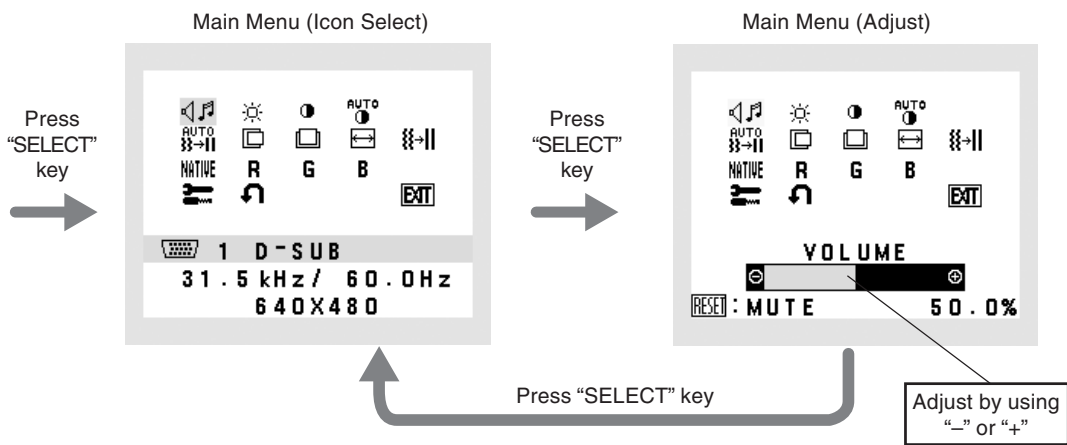 Main Menu (Icon Select)
Main Menu (Adjust)
Press
“SELECT”
key
AUTO
AUTO
NATIVE R G B
EXIT
1 D-SUB
31.5 kHz/ 60.0Hz
640X480
Press
“SELECT”
key
AUTO
AUTO
NATIVE R G B
EXIT
VOLUME
RESET : MUTE 50.0%
Press “SELECT” key
Adjust by using
“–” or “+”